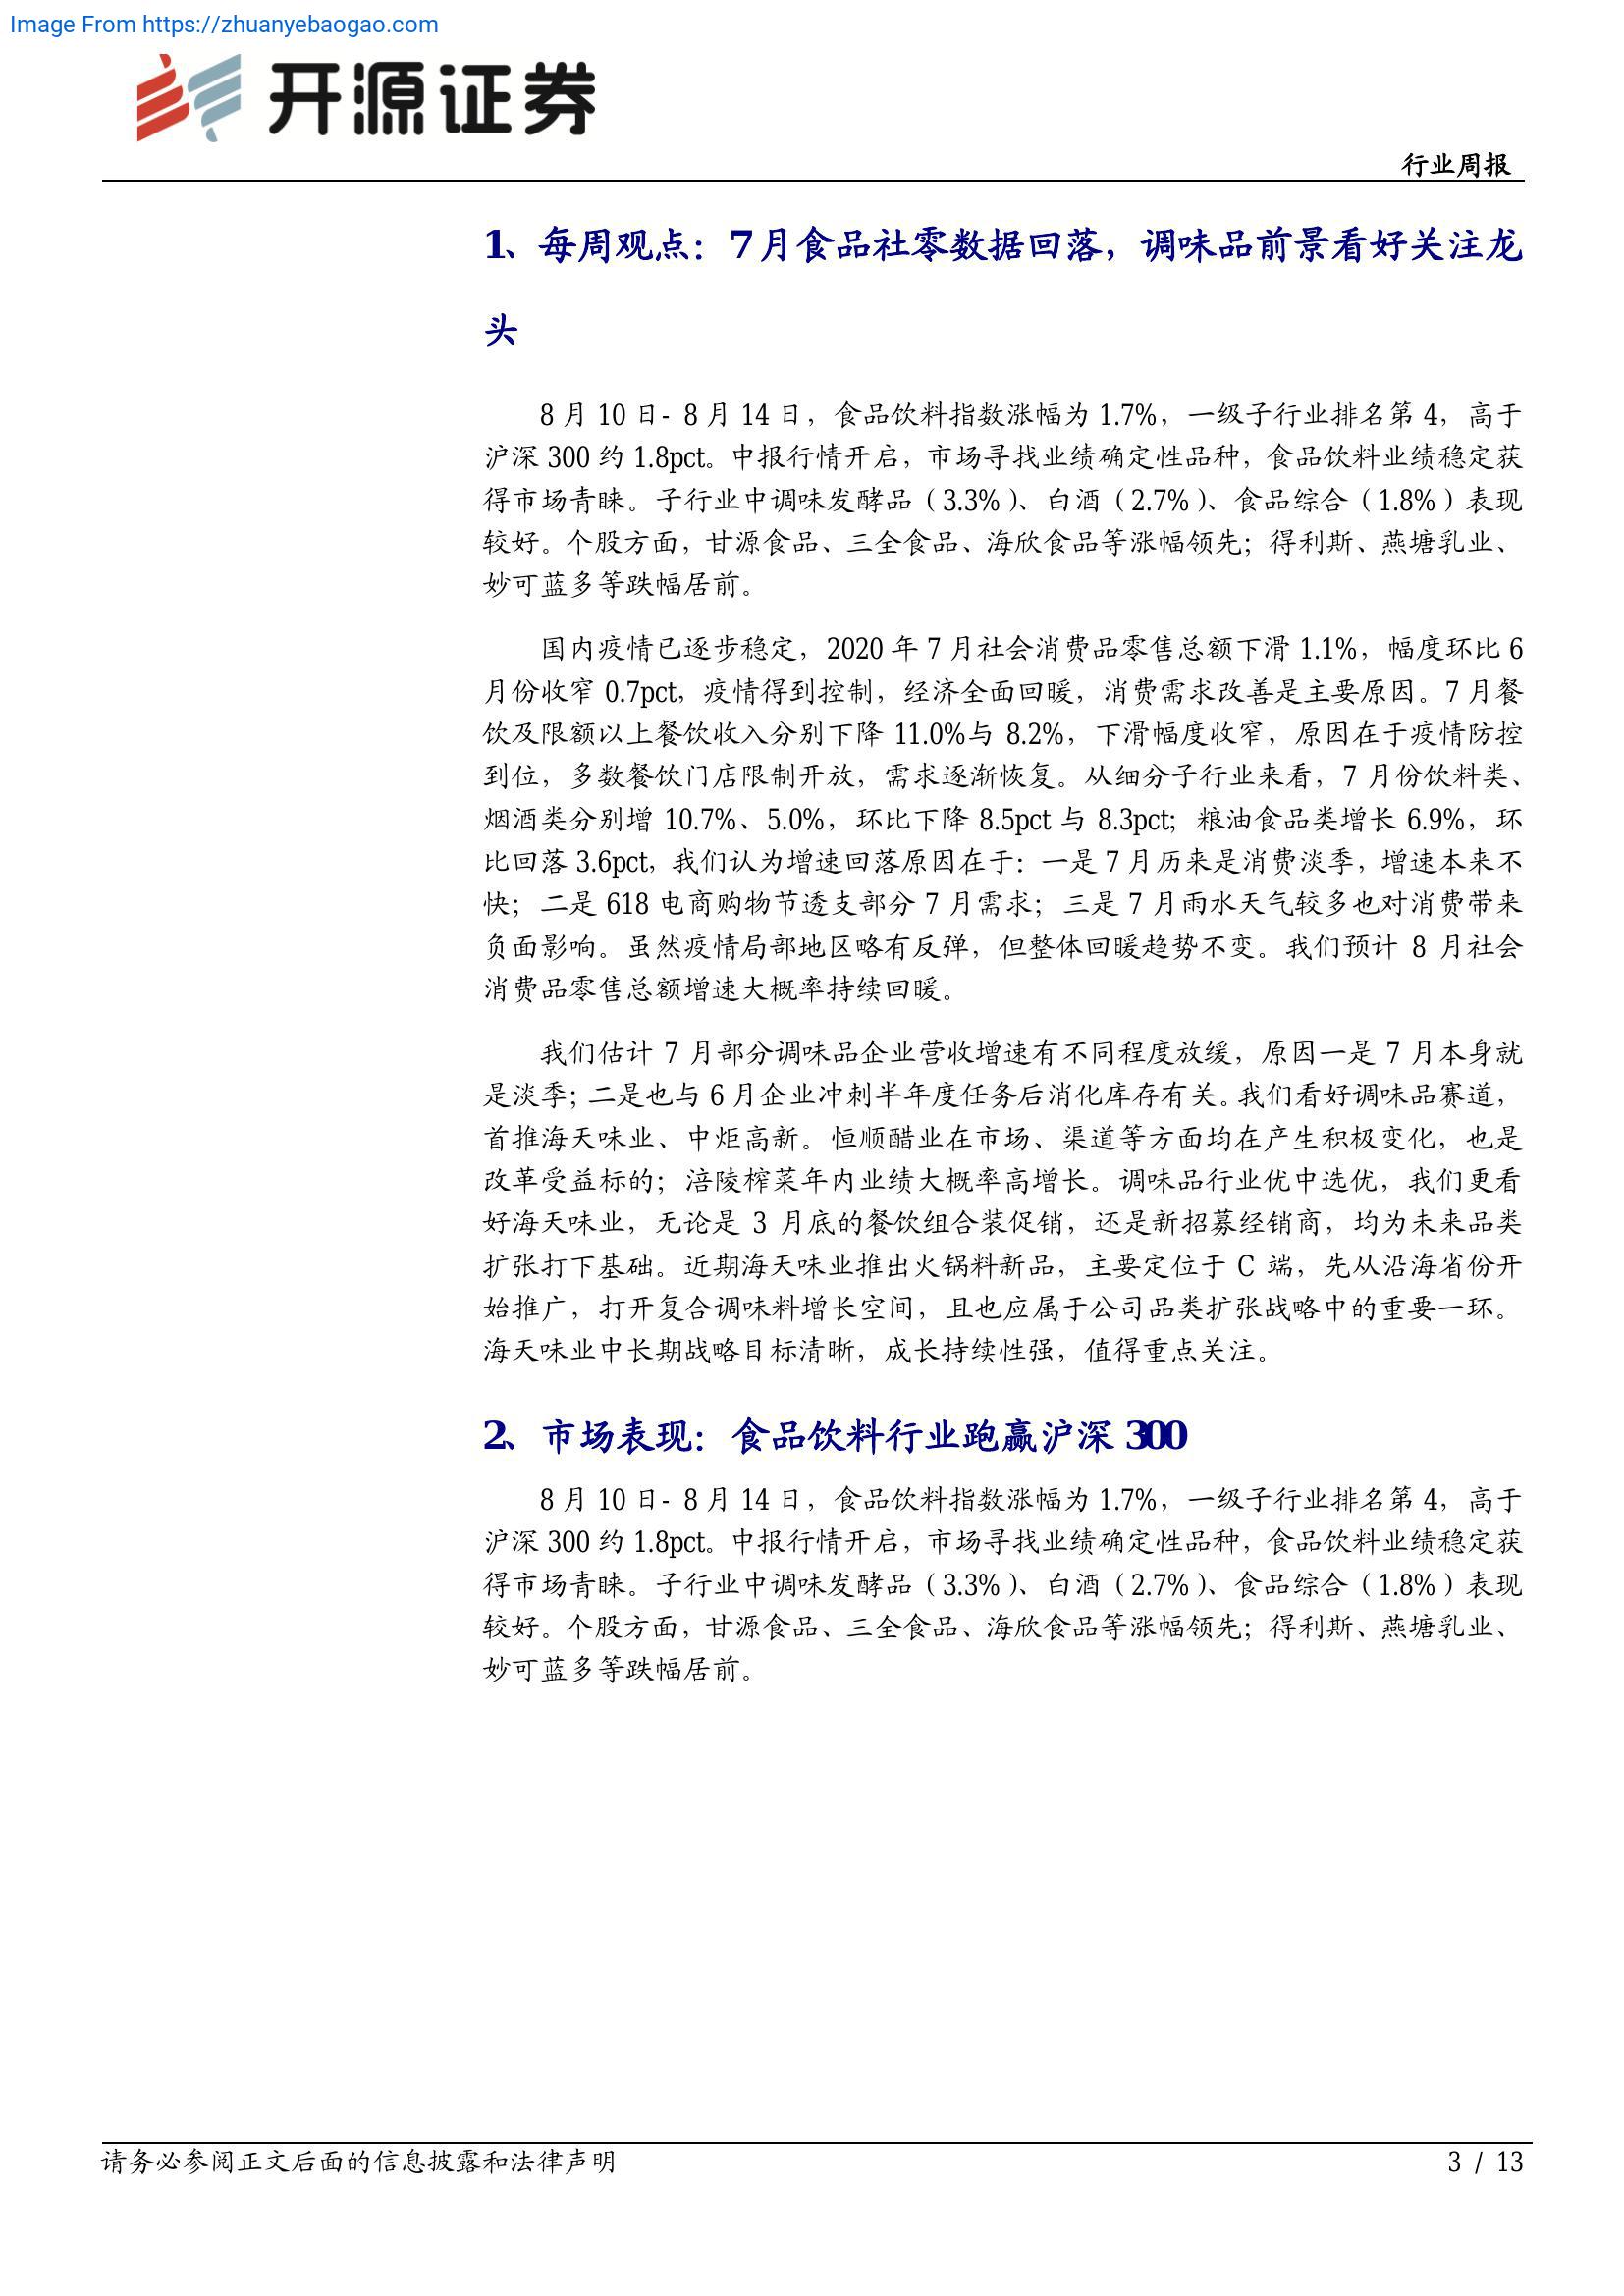 Image From https://zhuanyebaogao.com
开源证券
行业周报
1、每周观点：7月食品社零数据回落，调味品前景看好关注龙
头
8 月 10 日- 8 月 14 日，食品饮料指数涨幅为 1.7%，一级子行业排名第 4，高于
沪深 300 约 1.8pct。中报行情开启，市场寻找业绩确定性品种，食品饮料业绩稳定获
得市场青睐。子行业中调味发酵品（3.3%）、白酒（2.7%）、食品综合（1.8%）表现
较好。个股方面，甘源食品、三全食品、海欣食品等涨幅领先；得利斯、燕塘乳业、
妙可蓝多等跌幅居前。
国内疫情已逐步稳定，2020 年 7 月社会消费品零售总额下滑 1.1%，幅度环比 6
月份收窄 0.7pct，疫情得到控制，经济全面回暖，消费需求改善是主要原因。7 月餐
饮及限额以上餐饮收入分别下降 11.0%与 8.2%，下滑幅度收窄，原因在于疫情防控
到位，多数餐饮门店限制开放，需求逐渐恢复。从细分子行业来看，7 月份饮料类、
烟酒类分别增 10.7%、5.0%，环比下降 8.5pct 与 8.3pct；粮油食品类增长 6.9%，环
比回落 3.6pct，我们认为增速回落原因在于：一是 7 月历来是消费淡季，增速本来不
快；二是 618 电商购物节透支部分 7 月需求；三是 7 月雨水天气较多也对消费带来
负面影响。虽然疫情局部地区略有反弹，但整体回暖趋势不变。我们预计 8 月社会
消费品零售总额增速大概率持续回暖。
我们估计 7 月部分调味品企业营收增速有不同程度放缓，原因一是 7 月本身就
是淡季；二是也与 6 月企业冲刺半年度任务后消化库存有关。我们看好调味品赛道，
首推海天味业、中炬高新。恒顺醋业在市场、渠道等方面均在产生积极变化，也是
改革受益标的；涪陵榨菜年内业绩大概率高增长。调味品行业优中选优，我们更看
好海天味业，无论是 3 月底的餐饮组合装促销，还是新招募经销商，均为未来品类
扩张打下基础。近期海天味业推出火锅料新品，主要定位于 C 端，先从沿海省份开
始推广，打开复合调味料增长空间，且也应属于公司品类扩张战略中的重要一环。
海天味业中长期战略目标清晰，成长持续性强，值得重点关注。
2、市场表现：食品饮料行业跑赢沪深 300
8 月 10 日- 8 月 14 日，食品饮料指数涨幅为 1.7%，一级子行业排名第 4，高于
沪深 300 约 1.8pct。中报行情开启，市场寻找业绩确定性品种，食品饮料业绩稳定获
得市场青睐。子行业中调味发酵品（3.3%）、白酒（2.7%）、食品综合（1.8%）表现
较好。个股方面，甘源食品、三全食品、海欣食品等涨幅领先；得利斯、燕塘乳业、
妙可蓝多等跌幅居前。
请务必参阅正文后面的信息披露和法律声明
3 / 13